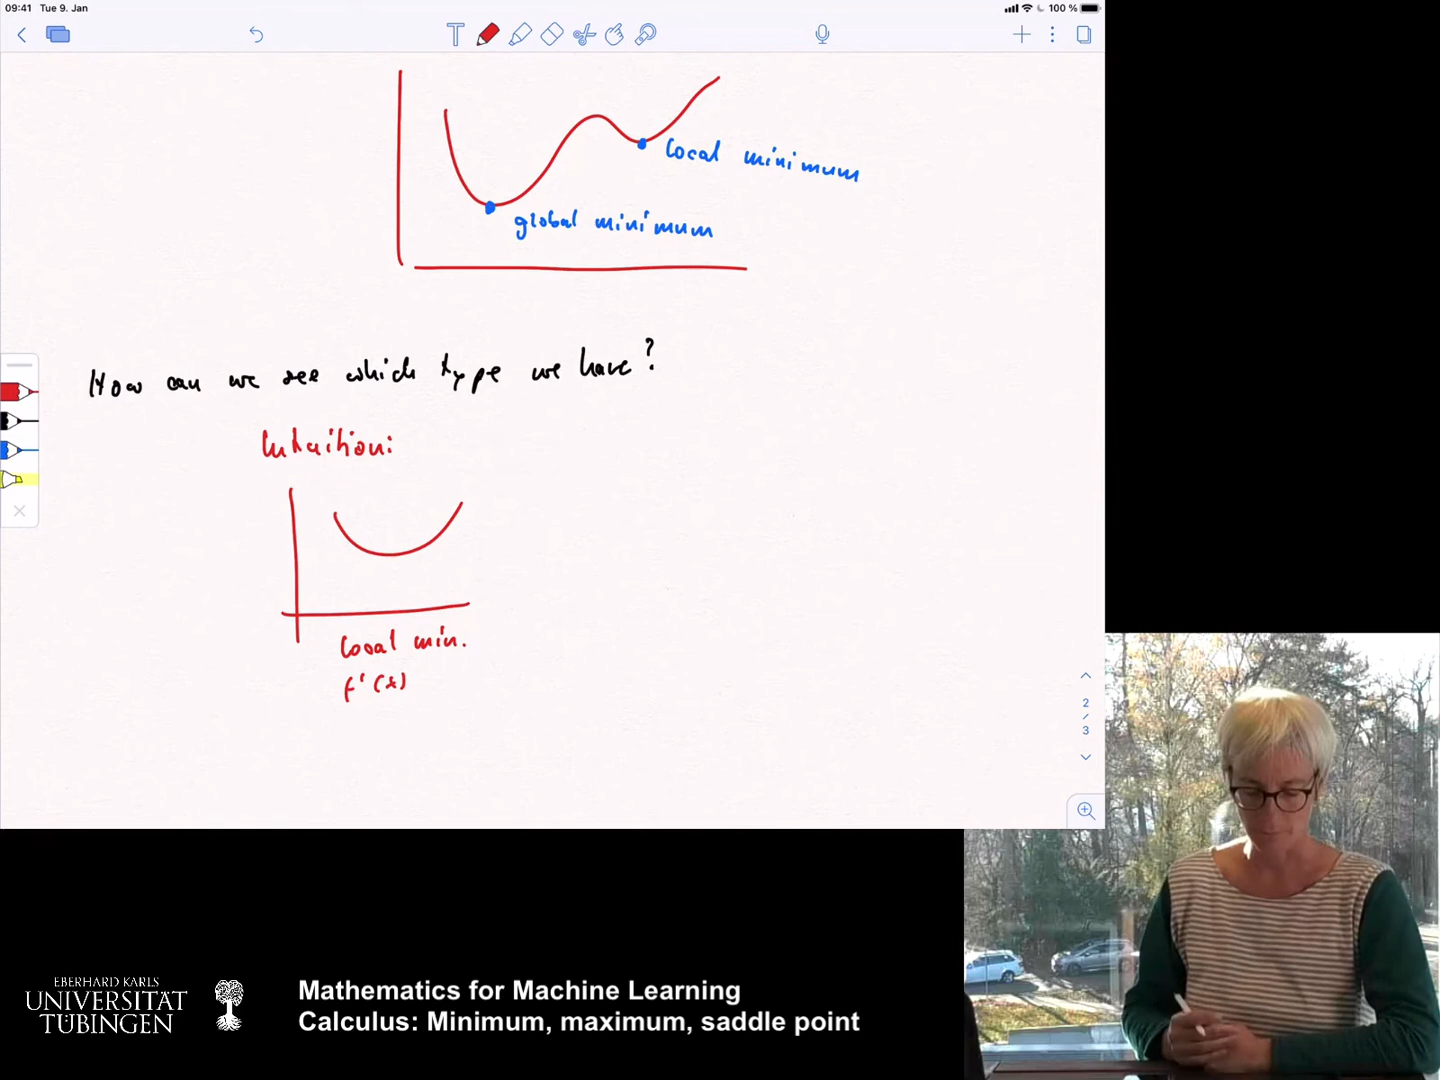 09:41 Tue 9. Jan
100 %
T
local minimum
global minimum
How can we see which type we have?
Intuition:
local min.
f'(x)
2
/
3
EBERHARD KARLS
UNIVERSITÄT
TÜBINGEN
Mathematics for Machine Learning
Calculus: Minimum, maximum, saddle point